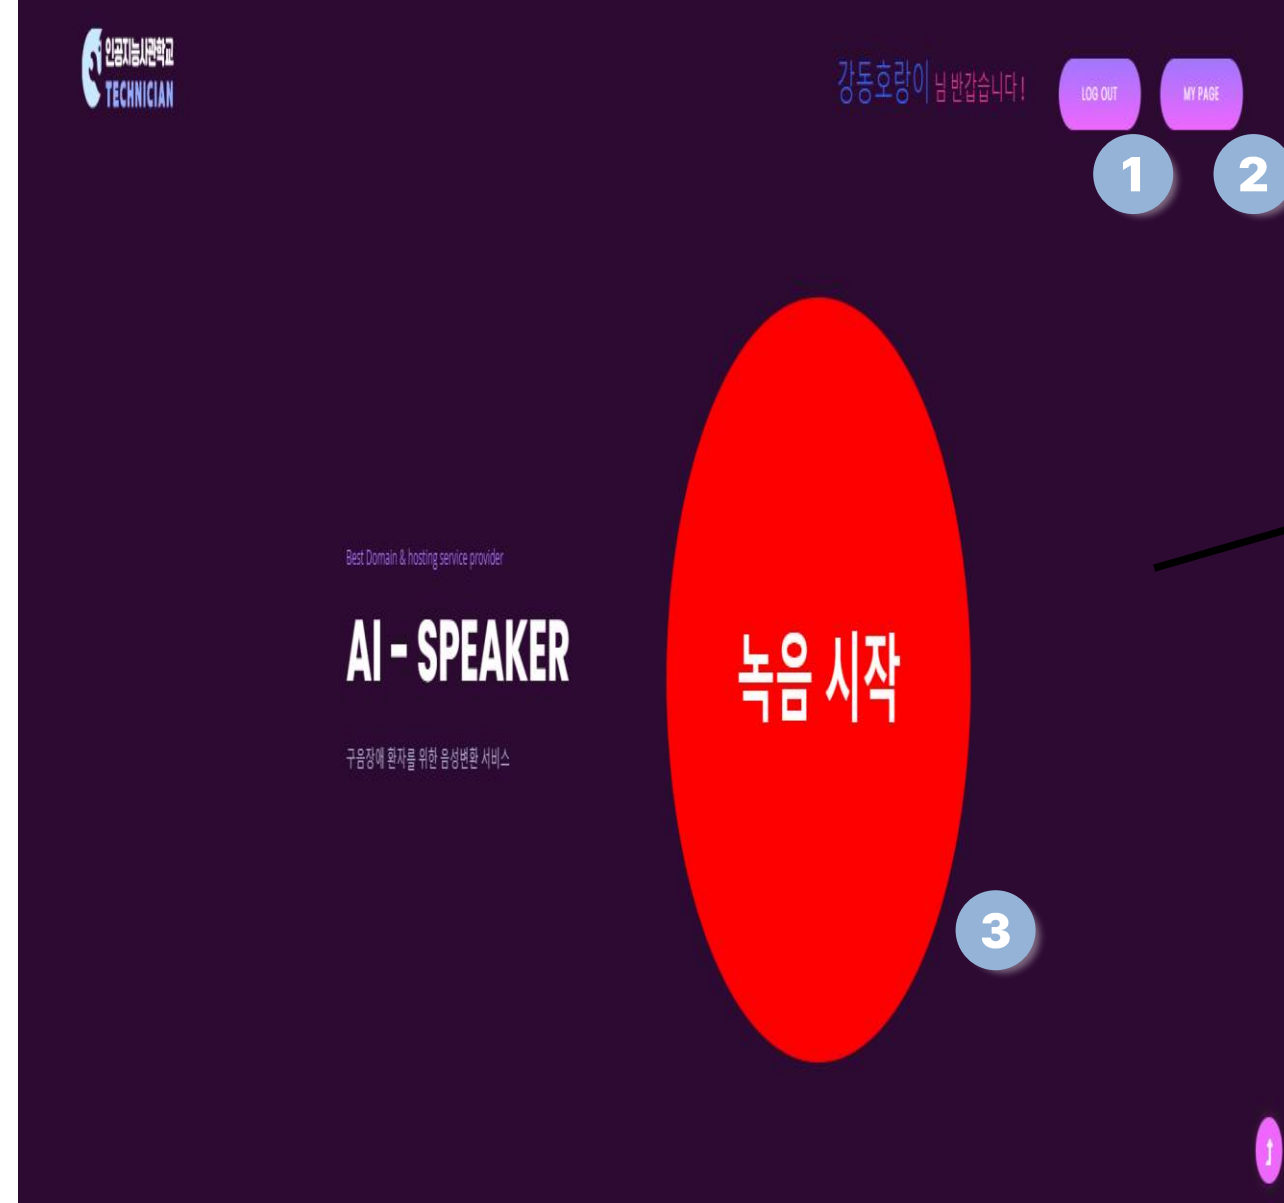 인공지능사관학교
TECHNICIAN
강동호랑이 님 반갑습니다 !
LOG OUT
MY PAGE
1
2
Best Domain & hosting service provider
AI - SPEAKER
구음장애 환자를 위한 음성변환 서비스
녹음 시작
3